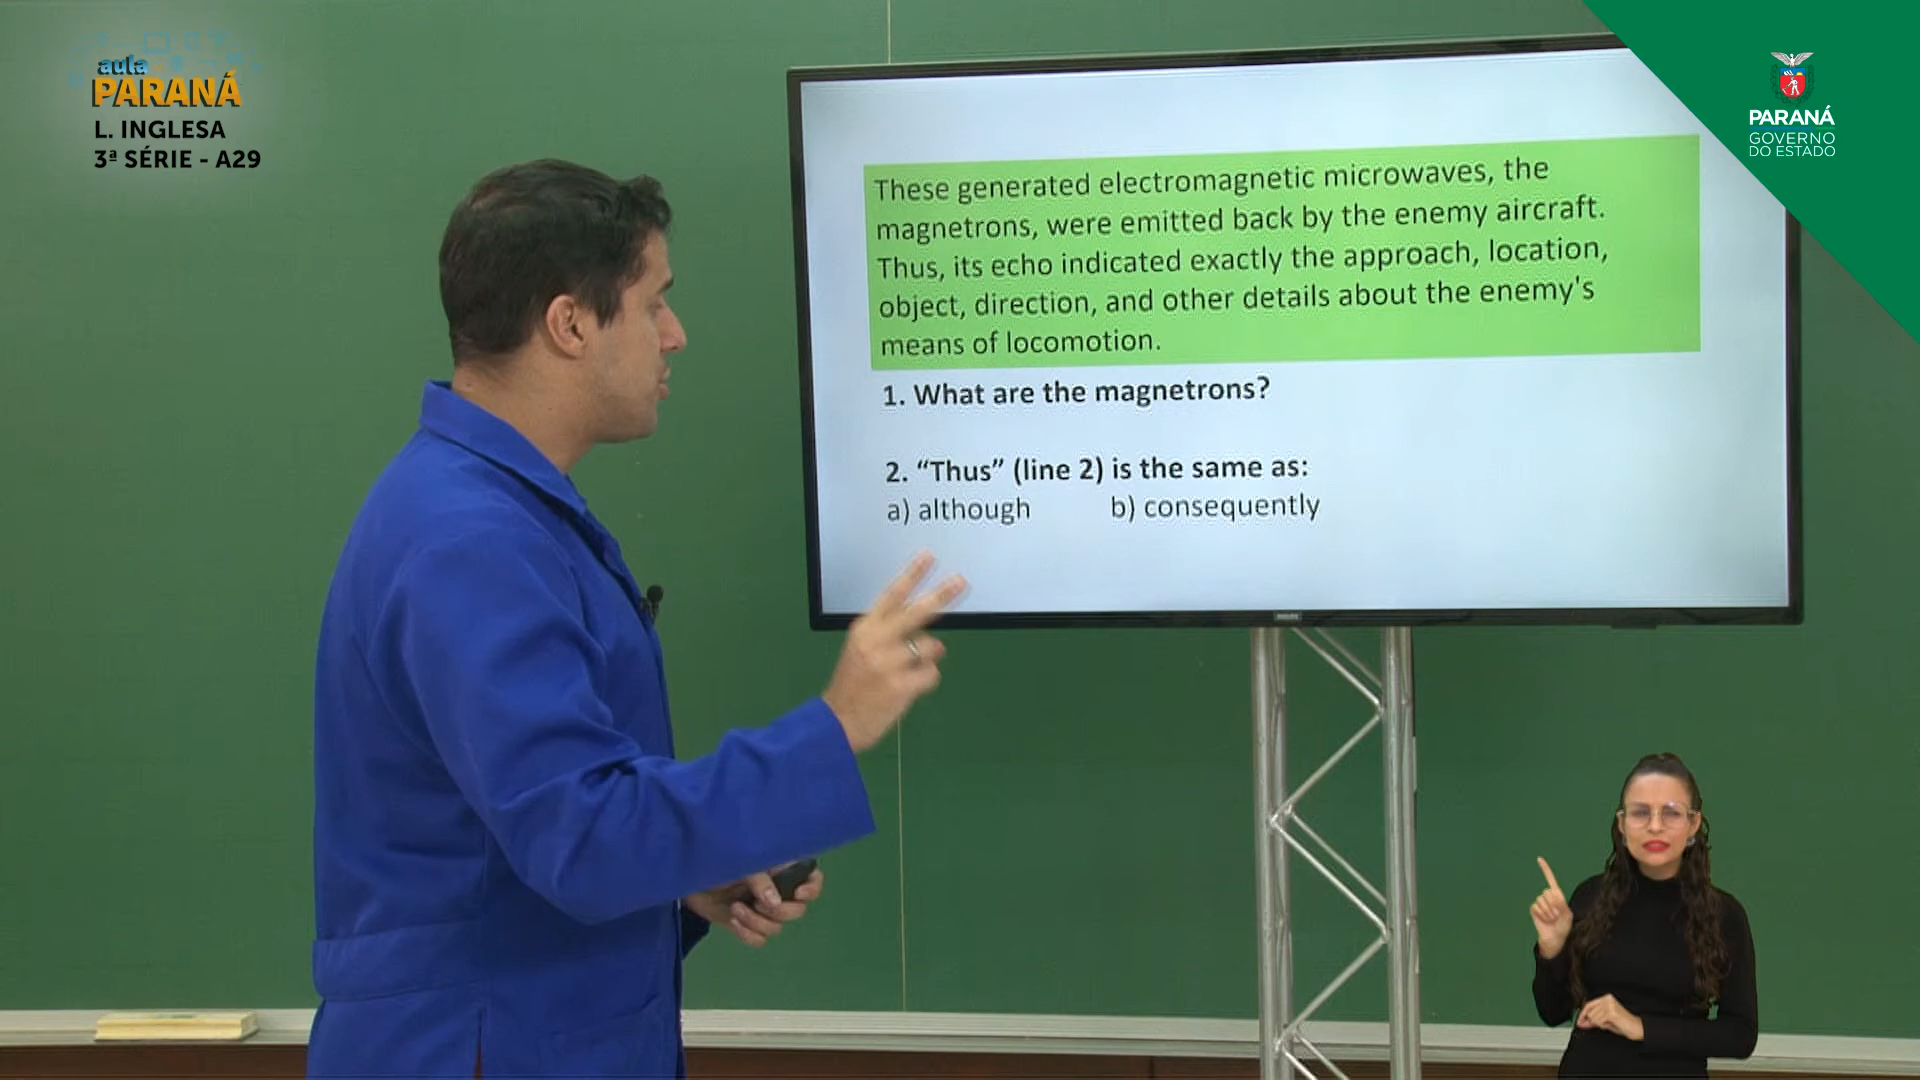 aula
PARANÁ
L. INGLESA
3ª SÉRIE - A29
PARANÁ
GOVERNO
DO ESTADO
These generated electromagnetic microwaves, the
magnetrons, were emitted back by the enemy aircraft.
Thus, its echo indicated exactly the approach, location,
object, direction, and other details about the enemy's
means of locomotion.
1. What are the magnetrons?
2. “Thus” (line 2) is the same as:
a) although b) consequently